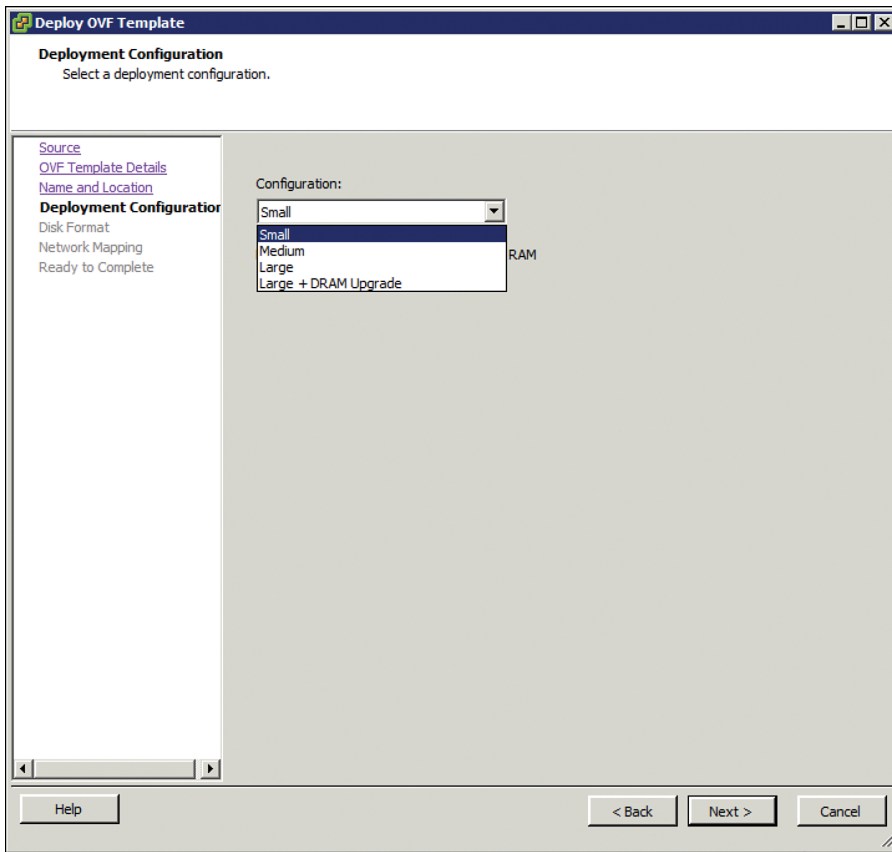 Deploy OVF Template
Deployment Configuration
Select a deployment configuration.
Source
OVF Template Details
Name and Location
Deployment Configuration
Disk Format
Network Mapping
Ready to Complete
Configuration:
Small
Small
Medium
Large
Large + DRAM Upgrade
RAM
Help
< Back
Next >
Cancel